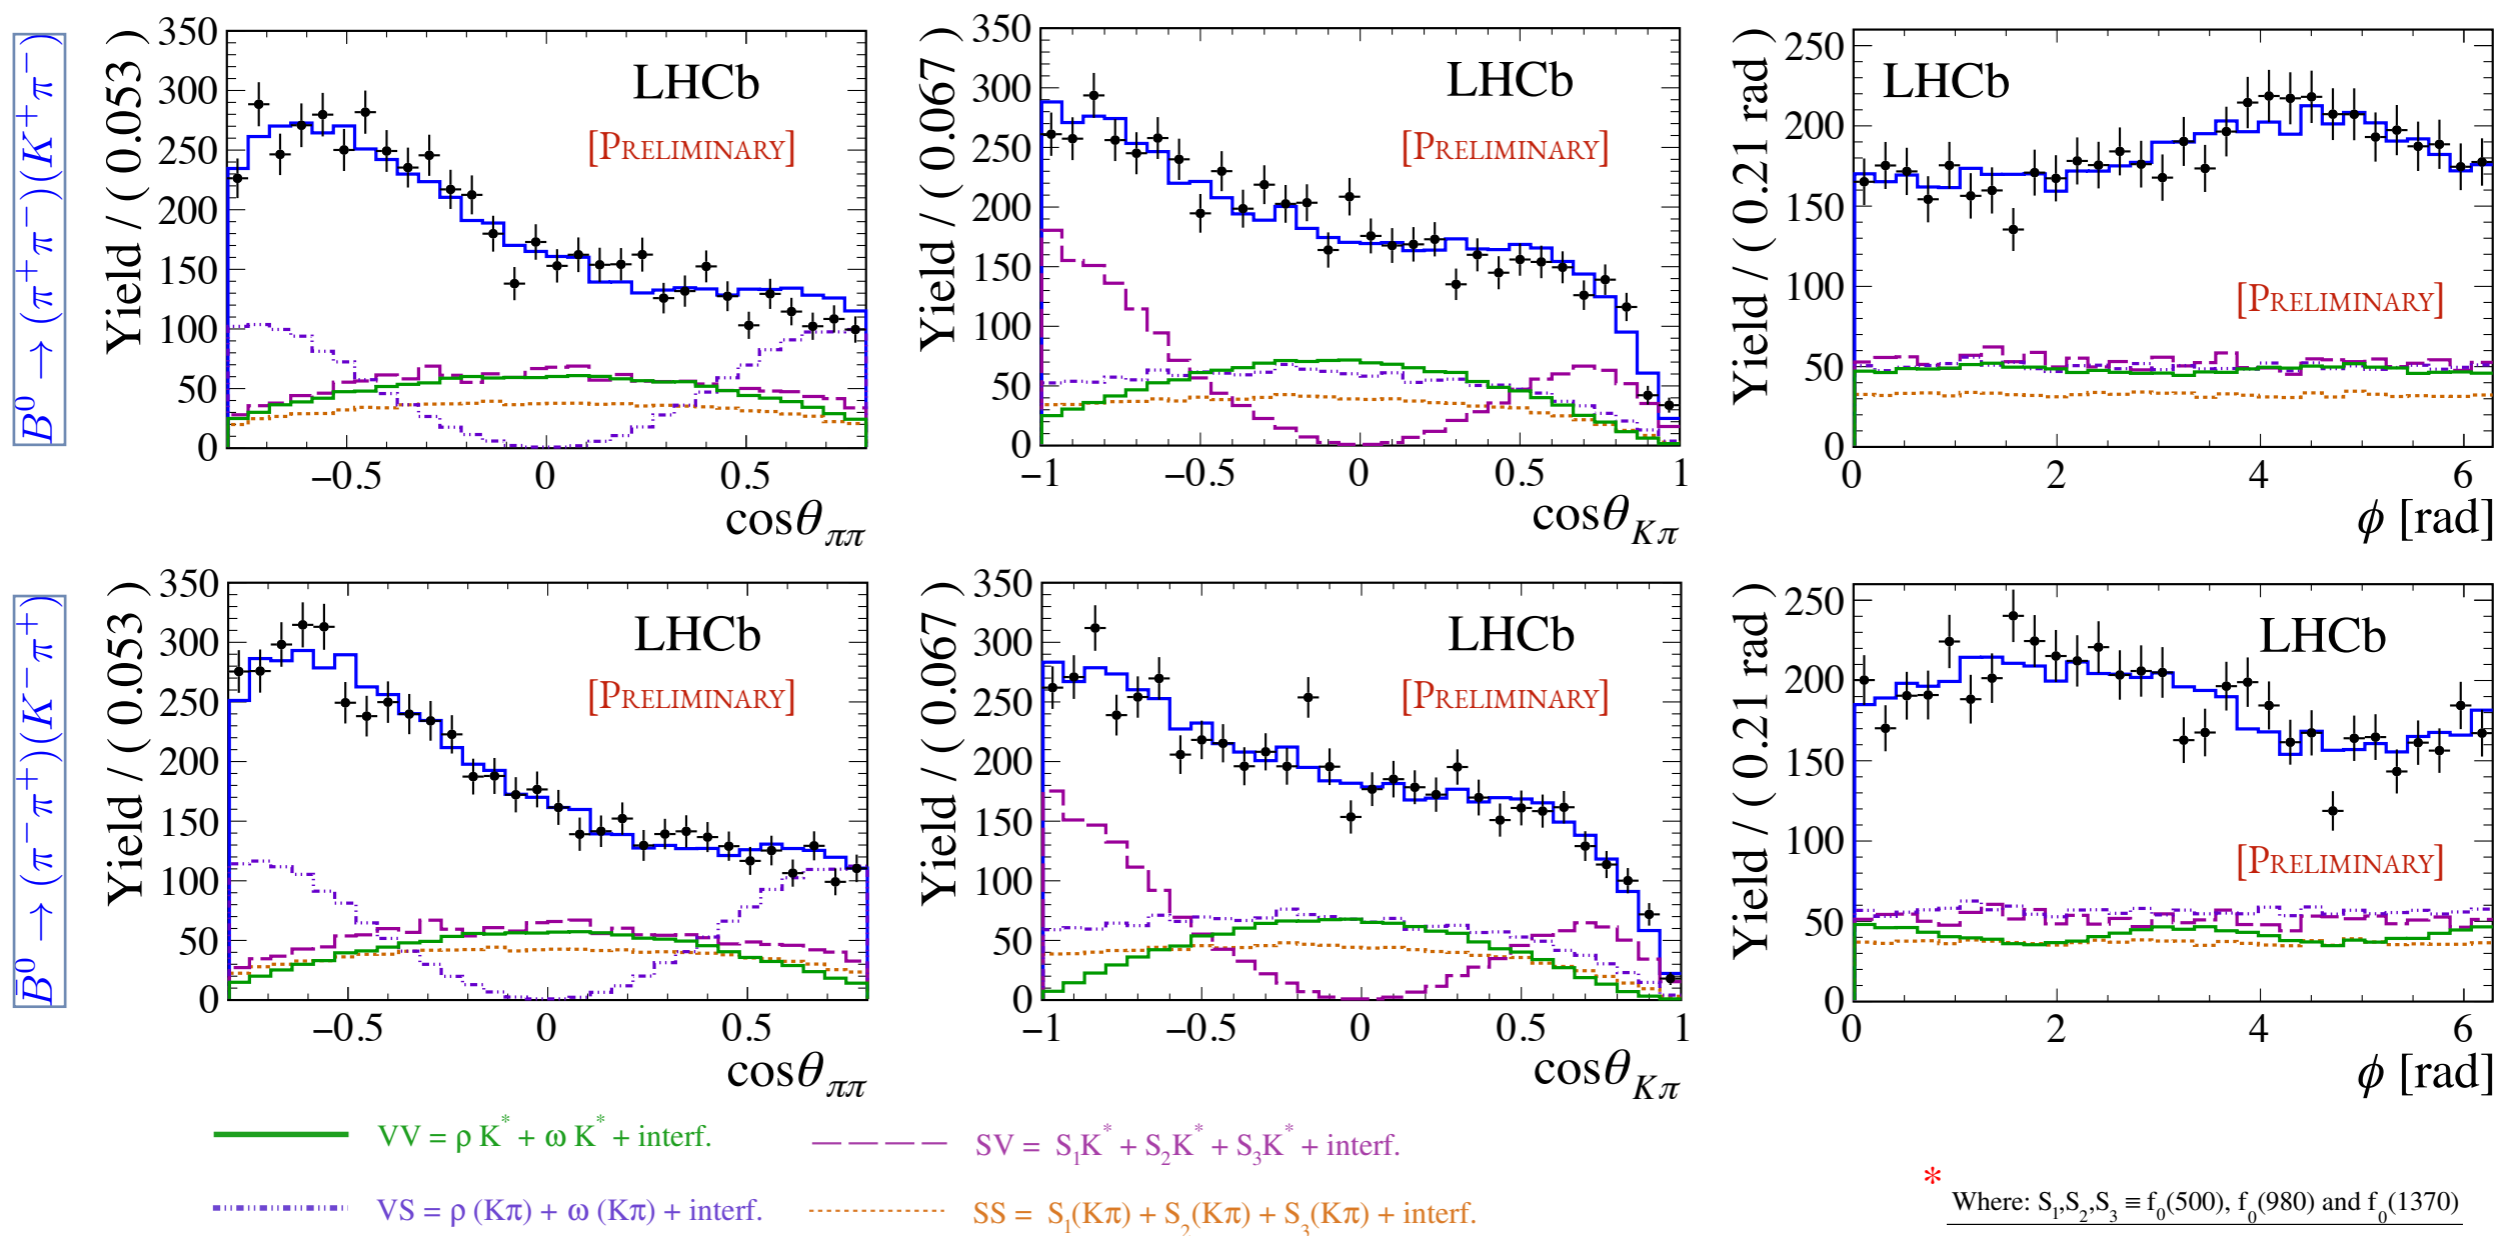 B⁰ → (π⁺π⁻)(K⁺π⁻)
Yield / ( 0.053 )
350
300
250
200
150
100
50
0
LHCb
[Preliminary]
−0.5 0 0.5
cosθ_ππ
Yield / ( 0.067 )
350
300
250
200
150
100
50
0
LHCb
[Preliminary]
−1 −0.5 0 0.5 1
cosθ_Kπ
Yield / ( 0.21 rad )
250
200
150
100
50
0
LHCb
[Preliminary]
0 2 4 6
ϕ [rad]
B̅⁰ → (π⁻π⁺)(K⁻π⁺)
Yield / ( 0.053 )
350
300
250
200
150
100
50
0
LHCb
[Preliminary]
−0.5 0 0.5
cosθ_ππ
Yield / ( 0.067 )
350
300
250
200
150
100
50
0
LHCb
[Preliminary]
−1 −0.5 0 0.5 1
cosθ_Kπ
Yield / ( 0.21 rad )
250
200
150
100
50
0
LHCb
[Preliminary]
0 2 4 6
ϕ [rad]
VV = ρ K* + ω K* + interf.
SV = S₁K* + S₂K* + S₃K* + interf.
VS = ρ (Kπ) + ω (Kπ) + interf.
SS = S₁(Kπ) + S₂(Kπ) + S₃(Kπ) + interf.
* Where: S₁,S₂,S₃ ≡ f₀(500), f₀(980) and f₀(1370)